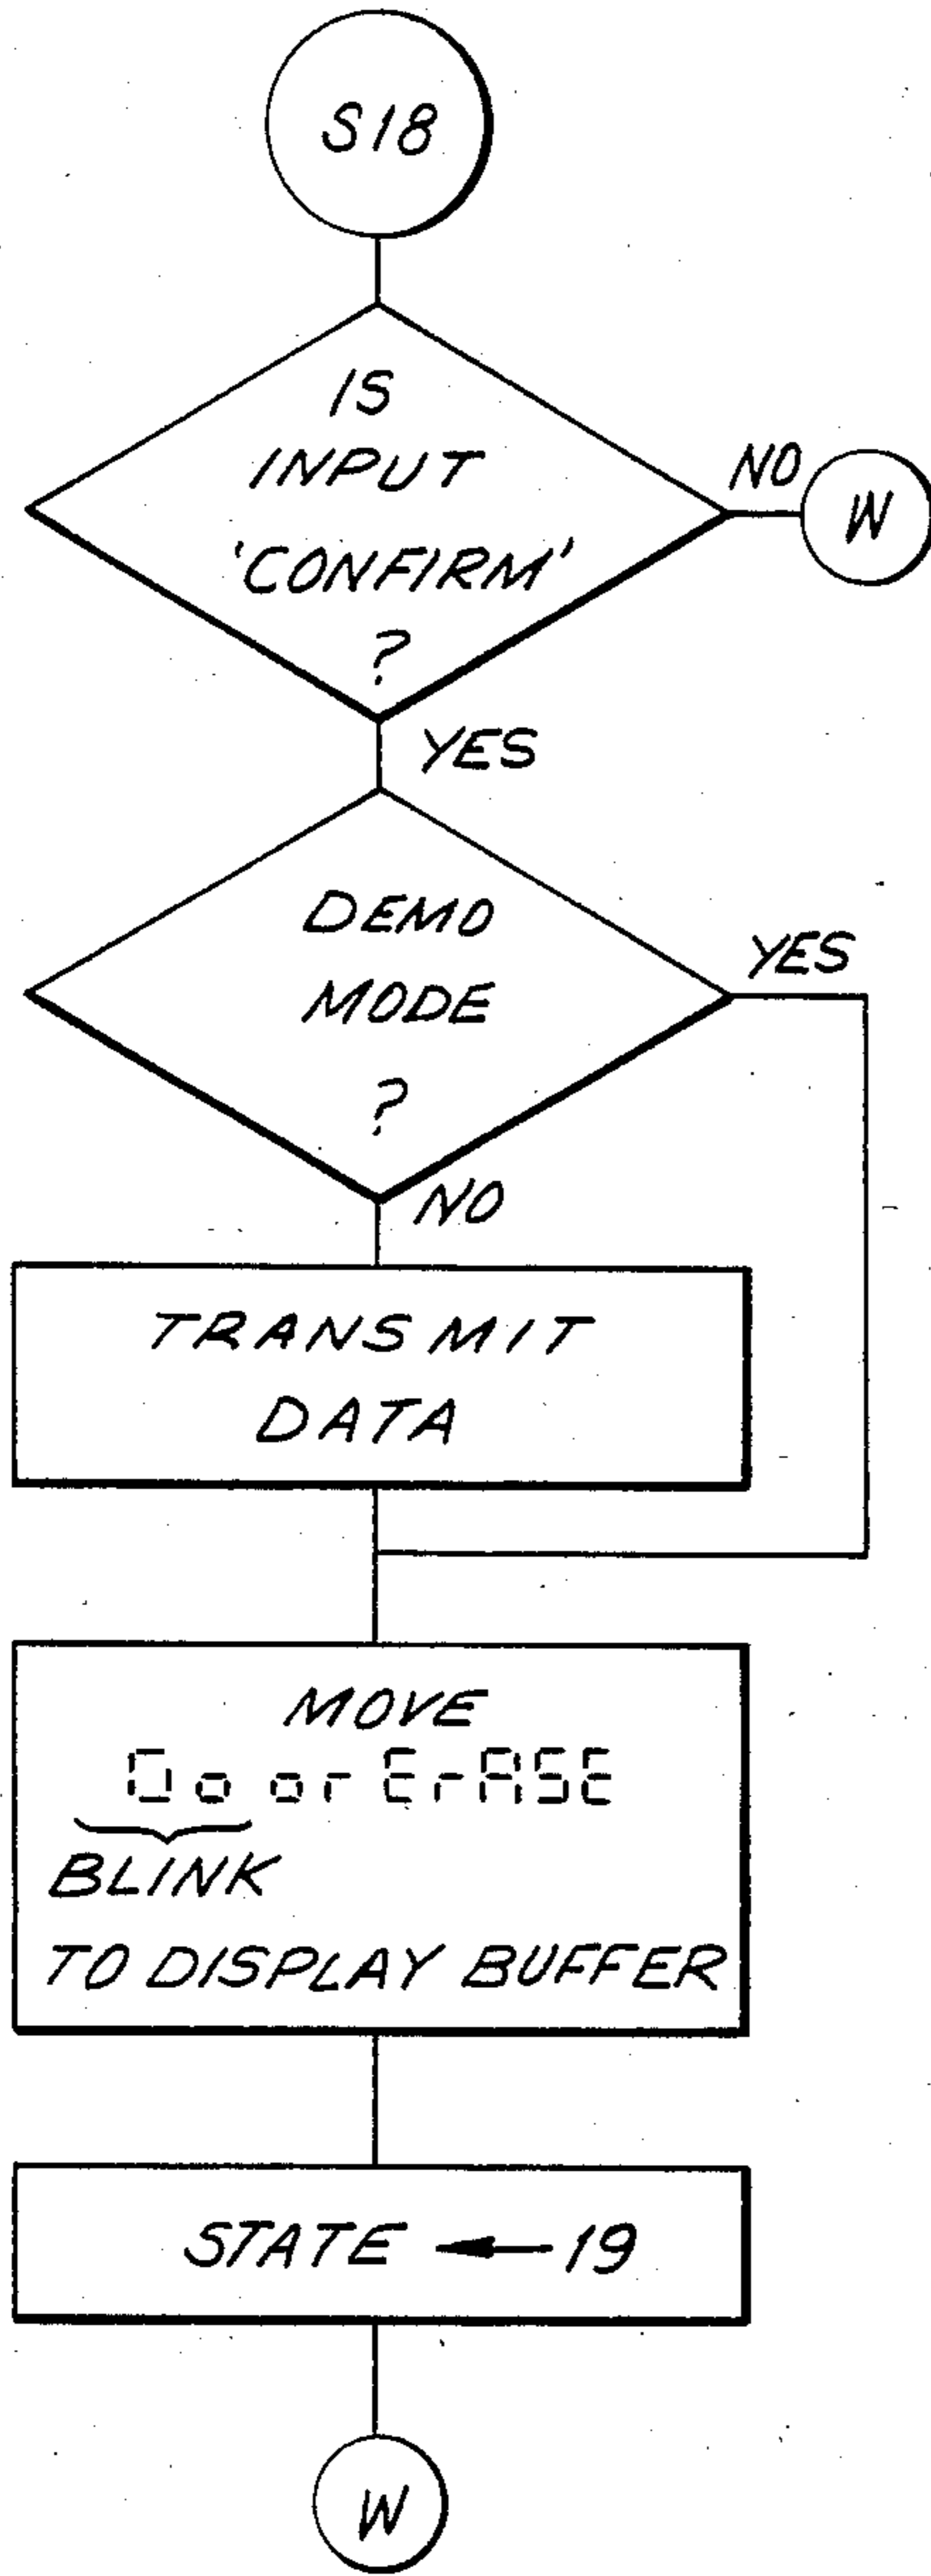 S18
IS
INPUT
'CONFIRM'
?
NO
W
YES
DEMO
MODE
?
YES
NO
TRANSMIT
DATA
MOVE
Do or ErASE
BLINK
TO DISPLAY BUFFER
STATE ← 19
W